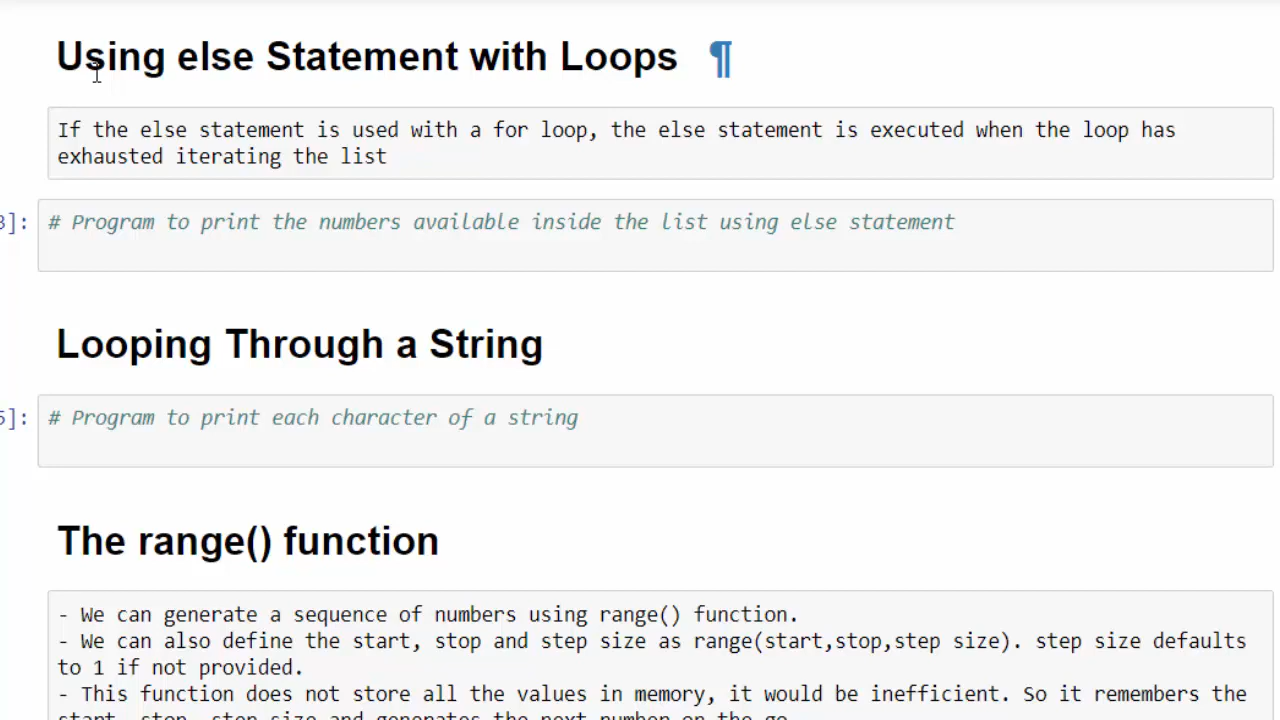 Using else Statement with Loops ¶
If the else statement is used with a for loop, the else statement is executed when the loop has
exhausted iterating the list
3]: # Program to print the numbers available inside the list using else statement
Looping Through a String
5]: # Program to print each character of a string
The range() function
- We can generate a sequence of numbers using range() function.
- We can also define the start, stop and step size as range(start,stop,step size). step size defaults
to 1 if not provided.
- This function does not store all the values in memory, it would be inefficient. So it remembers the
start, stop, step size and generates the next number on the go.